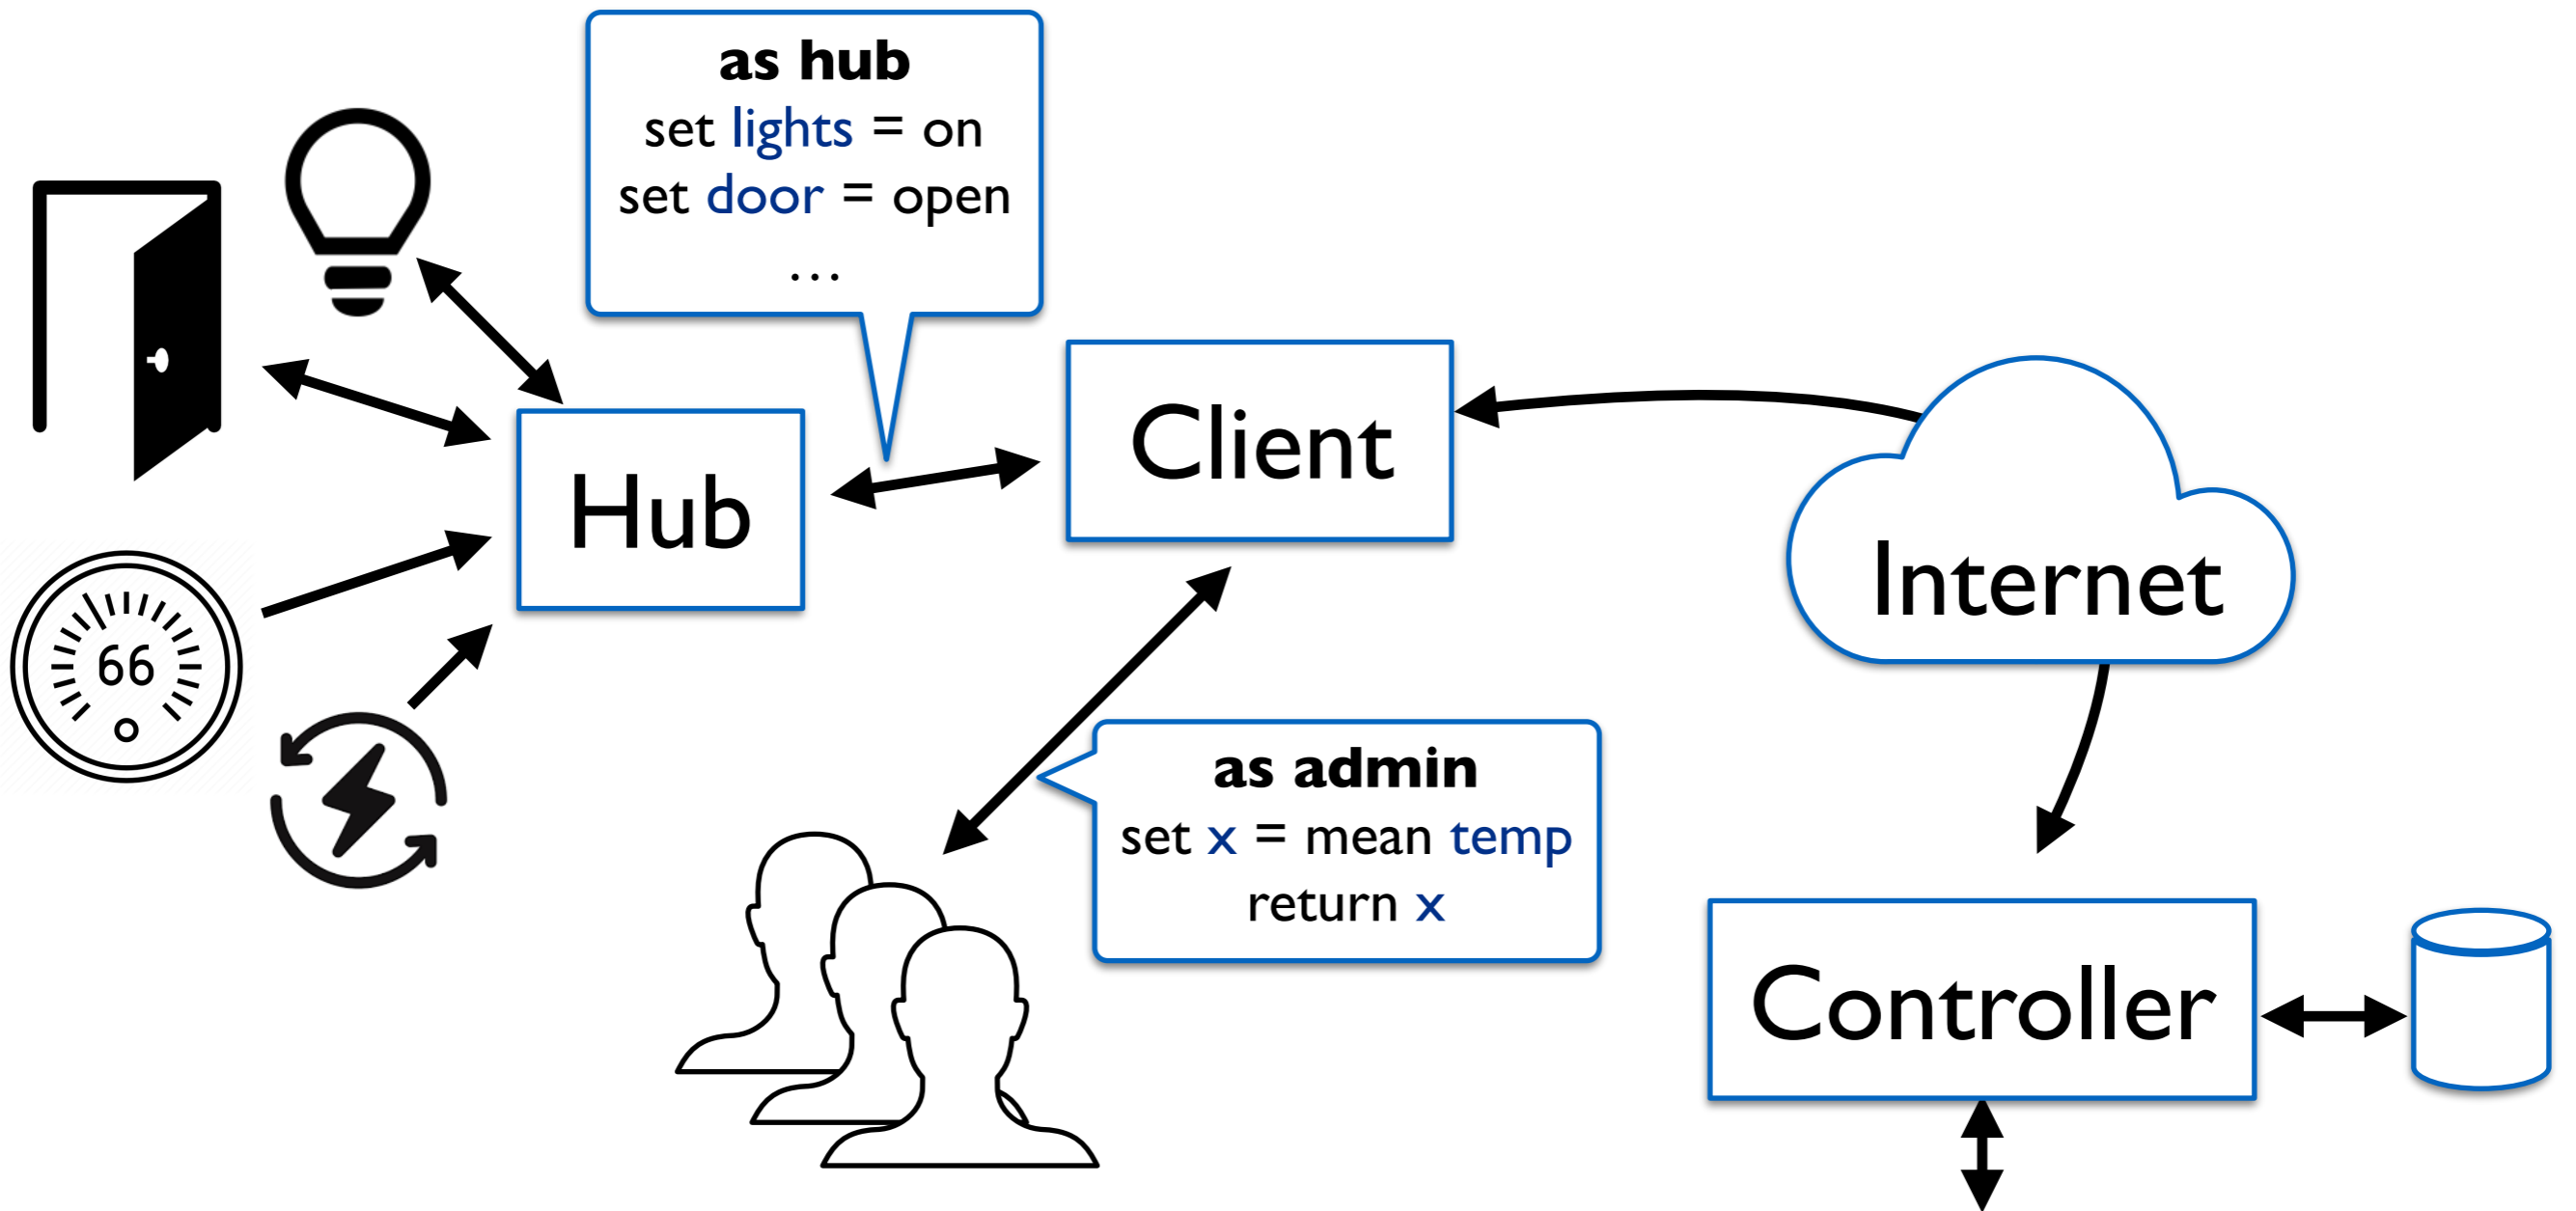 as hub
set lights = on
set door = open
...
Client
Hub
Internet
66
as admin
set x = mean temp
return x
Controller